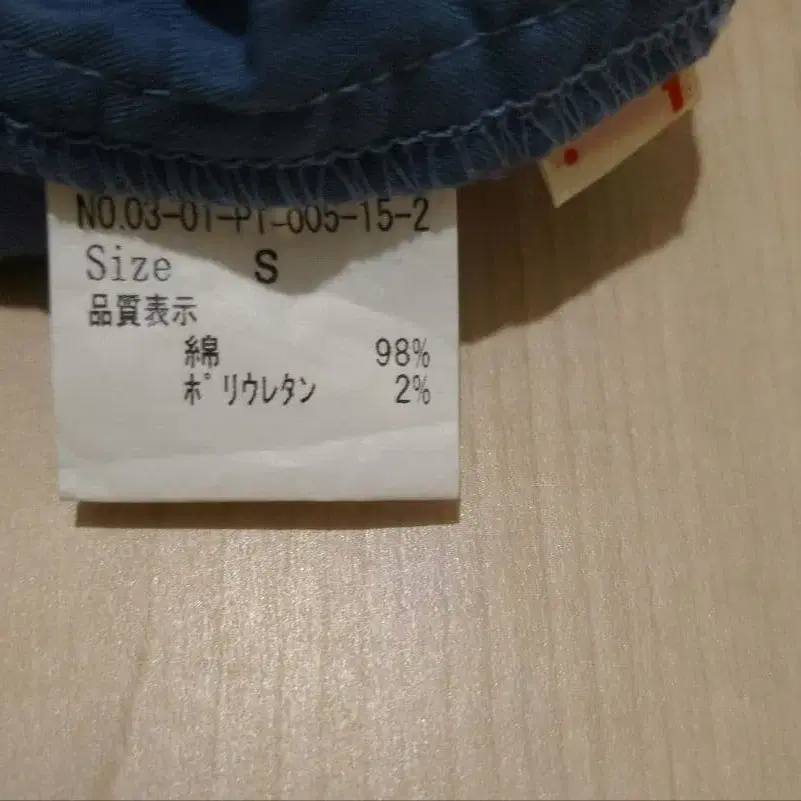 NO.03-01-PT-005-15-2
Size S
品質表示
綿 98%
ポリウレタン 2%